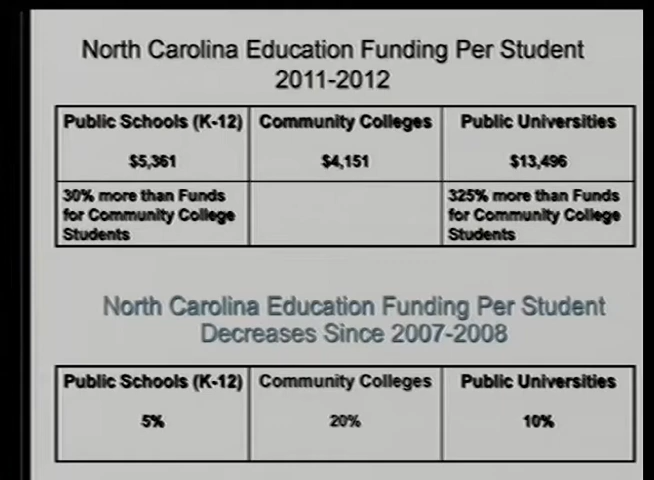 North Carolina Education Funding Per Student
2011-2012
Public Schools (K-12) Community Colleges Public Universities
$5,361 $4,151 $13,496
30% more than Funds 325% more than Funds
for Community College for Community College
Students Students
North Carolina Education Funding Per Student
Decreases Since 2007-2008
Public Schools (K-12) Community Colleges Public Universities
5% 20% 10%